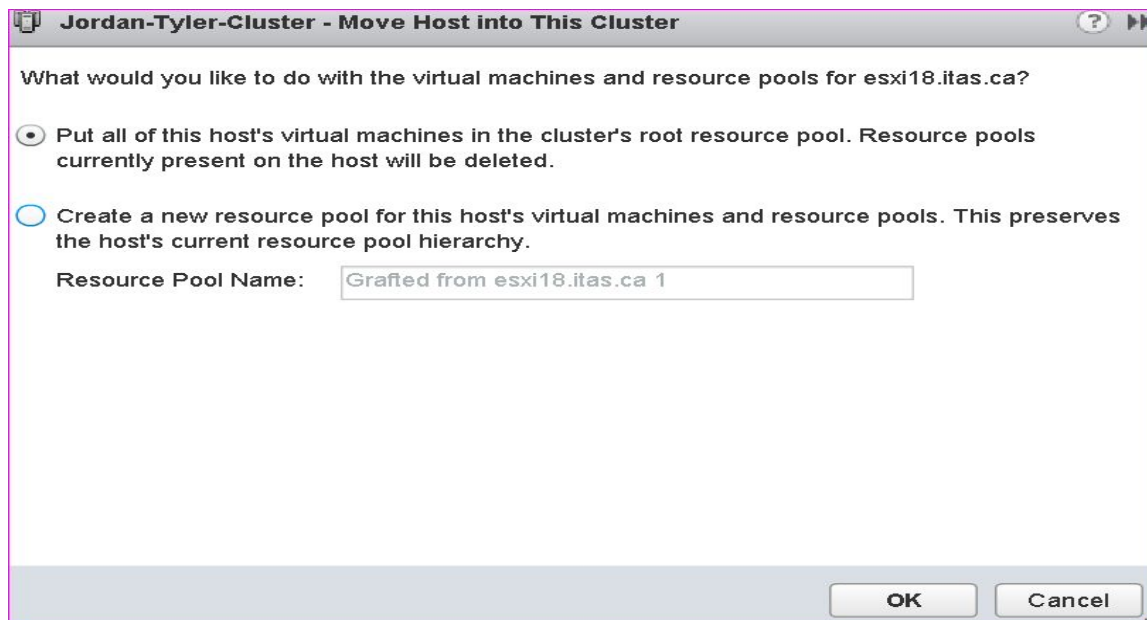 Jordan-Tyler-Cluster - Move Host into This Cluster
?
What would you like to do with the virtual machines and resource pools for esxi18.itas.ca?
Put all of this host's virtual machines in the cluster's root resource pool. Resource pools
currently present on the host will be deleted.
Create a new resource pool for this host's virtual machines and resource pools. This preserves
the host's current resource pool hierarchy.
Resource Pool Name: Grafted from esxi18.itas.ca 1
OK Cancel